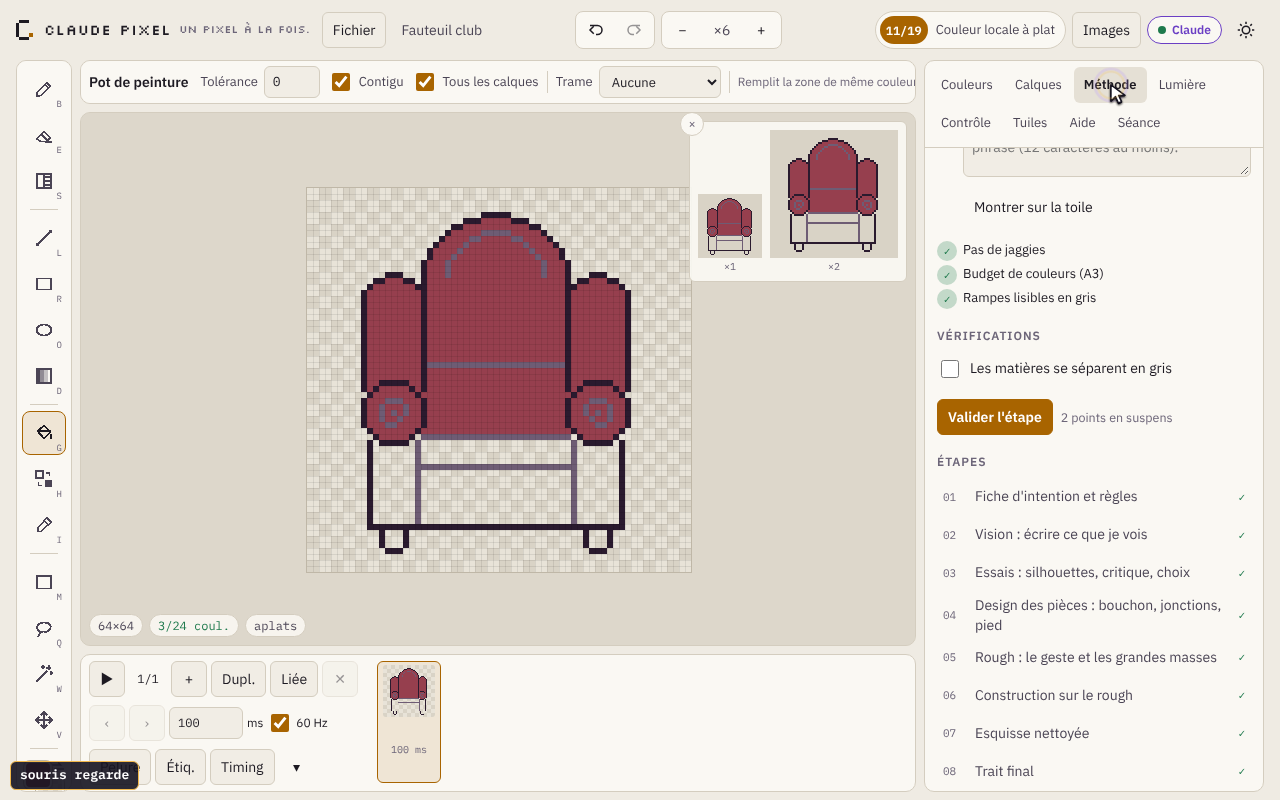 CLAUDE PIXEL UN PIXEL À LA FOIS. Fichier Fauteuil club − ×6 + 11/19 Couleur locale à plat Images Claude
Pot de peinture Tolérance 0 Contigu Tous les calques Trame Aucune Remplit la zone de même couleur
Couleurs Calques Méthode Lumière
Contrôle Tuiles Aide Séance
B
E
S
L
R
O
D
G
H
I
M
Q
W
V
×
×1 ×2
64×64 3/24 coul. aplats
phrase (12 caractères au moins).
Montrer sur la toile
Pas de jaggies
Budget de couleurs (A3)
Rampes lisibles en gris
VÉRIFICATIONS
Les matières se séparent en gris
Valider l'étape 2 points en suspens
ÉTAPES
01 Fiche d'intention et règles ✓
02 Vision : écrire ce que je vois ✓
03 Essais : silhouettes, critique, choix ✓
04 Design des pièces : bouchon, jonctions, pied ✓
05 Rough : le geste et les grandes masses ✓
06 Construction sur le rough ✓
07 Esquisse nettoyée ✓
08 Trait final ✓
1/1 + Dupl. Liée ×
‹ › 100 ms 60 Hz
100 ms
Étiq. Timing ▼
souris regarde